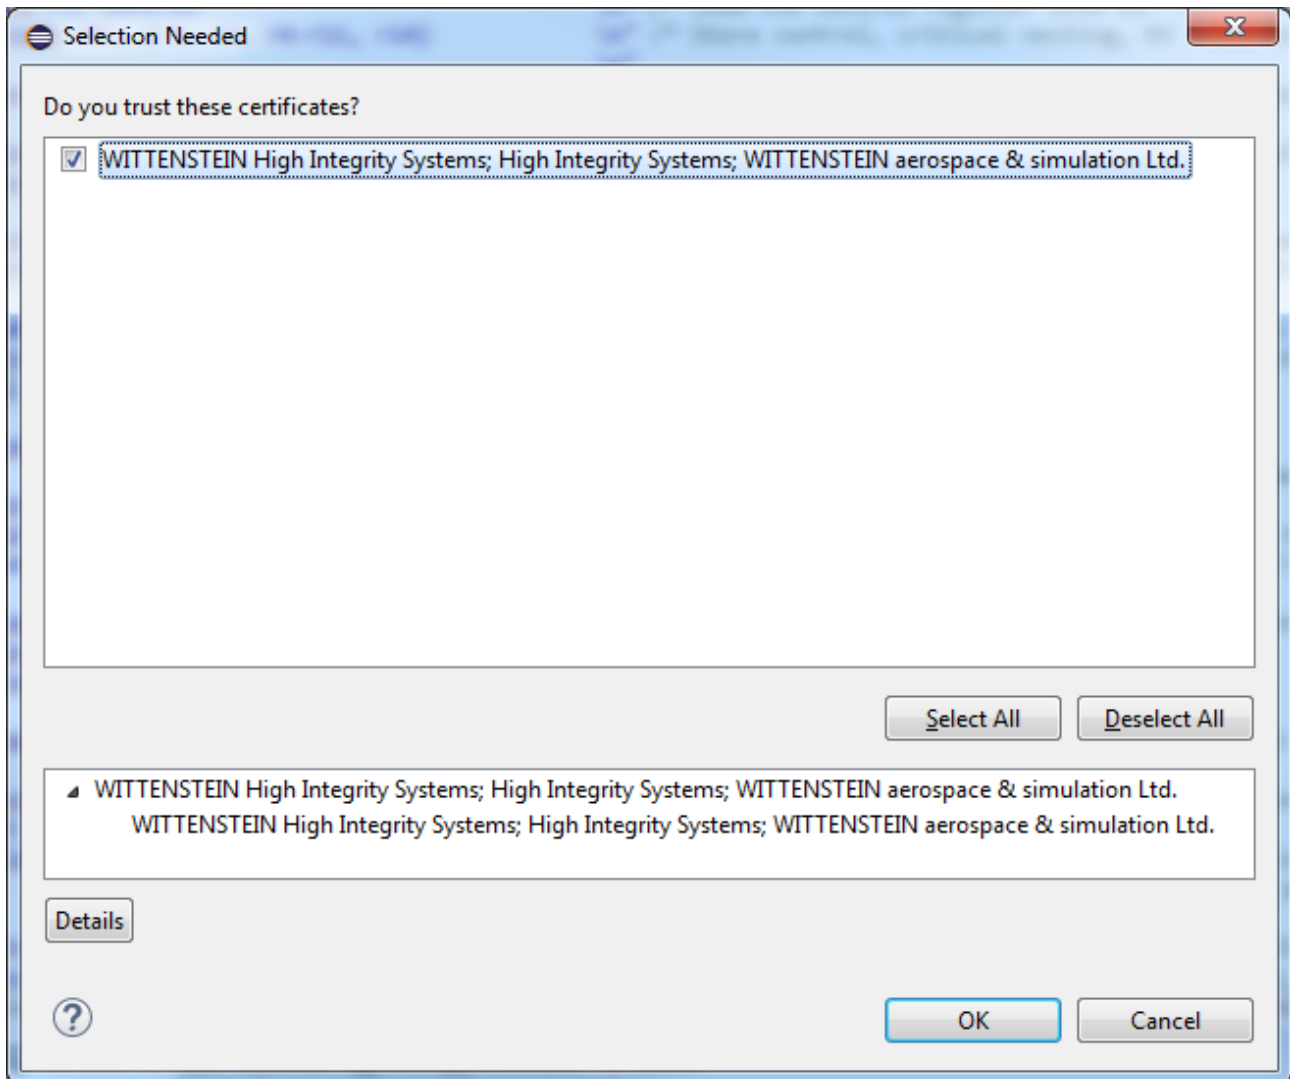 Selection Needed
Do you trust these certificates?
WITTENSTEIN High Integrity Systems; High Integrity Systems; WITTENSTEIN aerospace & simulation Ltd.
Select All
Deselect All
WITTENSTEIN High Integrity Systems; High Integrity Systems; WITTENSTEIN aerospace & simulation Ltd.
WITTENSTEIN High Integrity Systems; High Integrity Systems; WITTENSTEIN aerospace & simulation Ltd.
Details
OK
Cancel